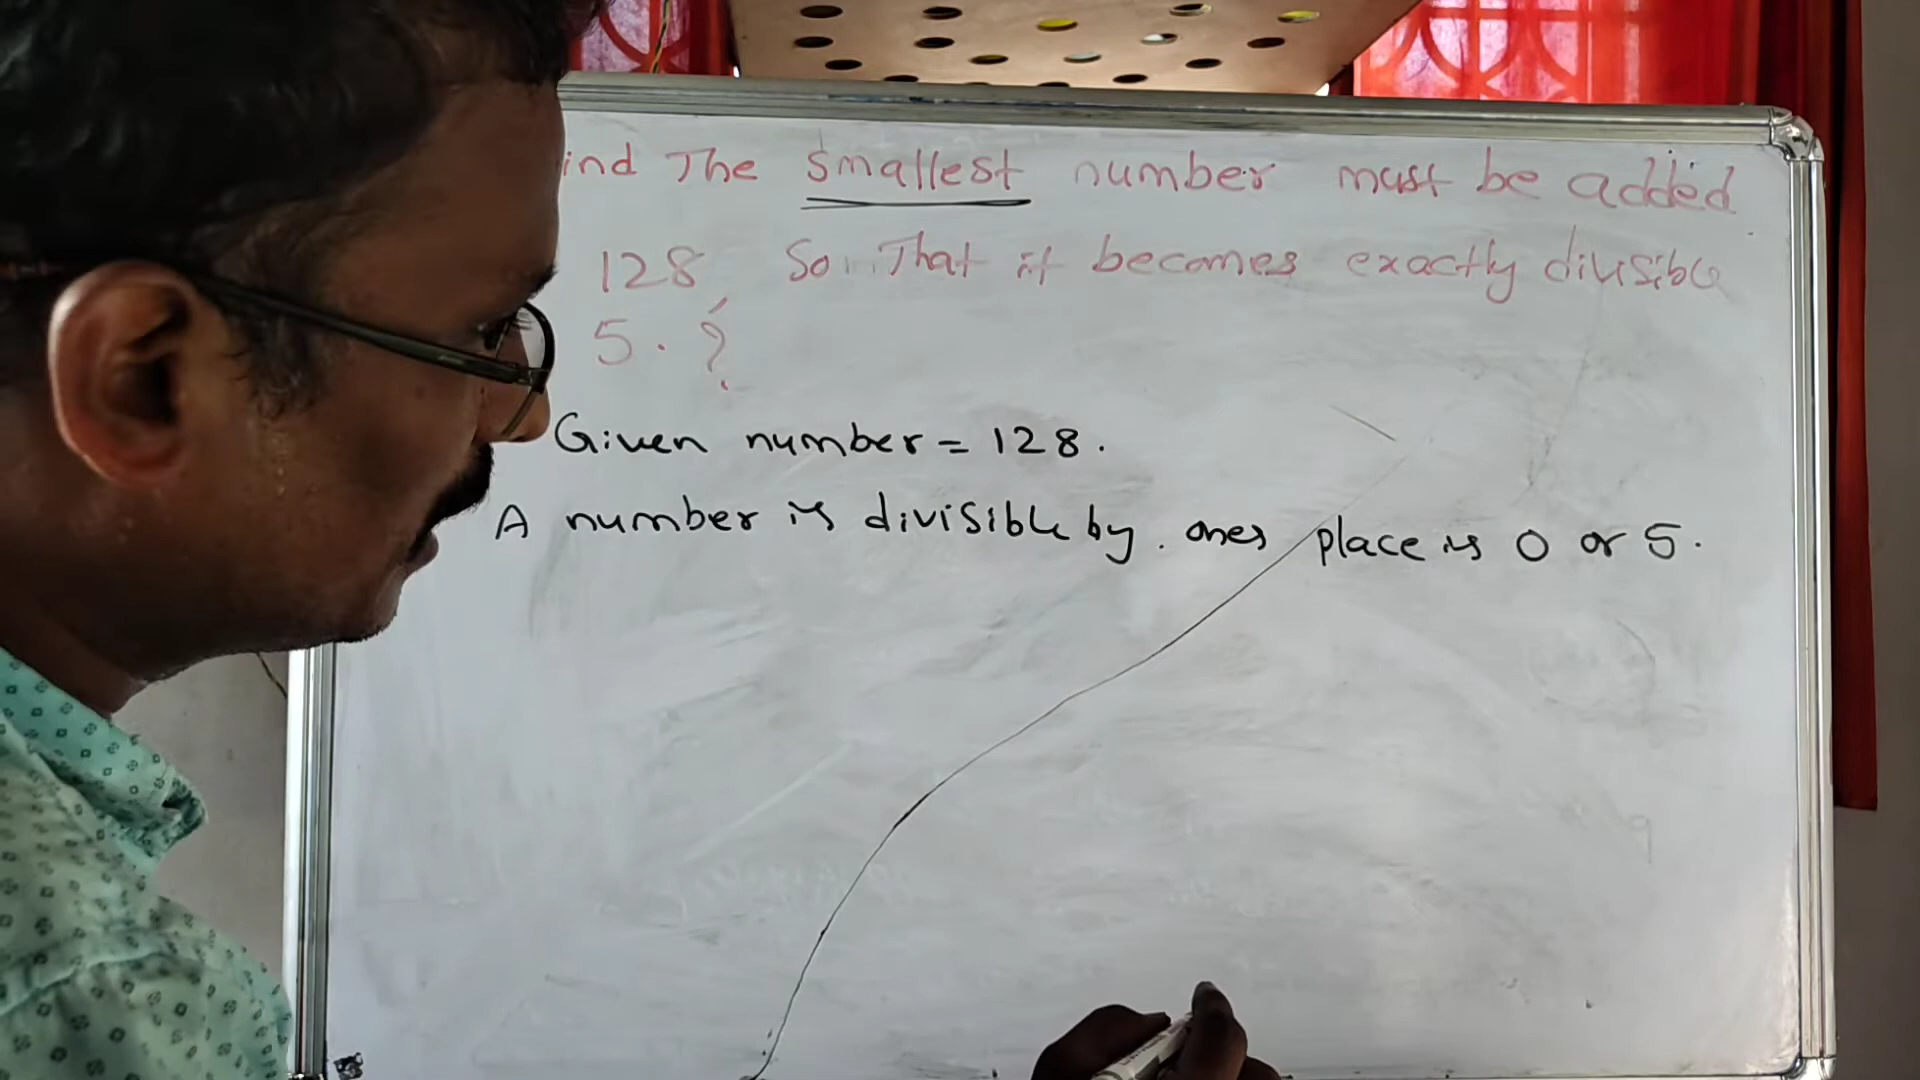 ind The smallest number must be added
128, So That it becomes exactly divisible
5. ?
Given number = 128.
A number is divisible by. ones place is 0 or 5.